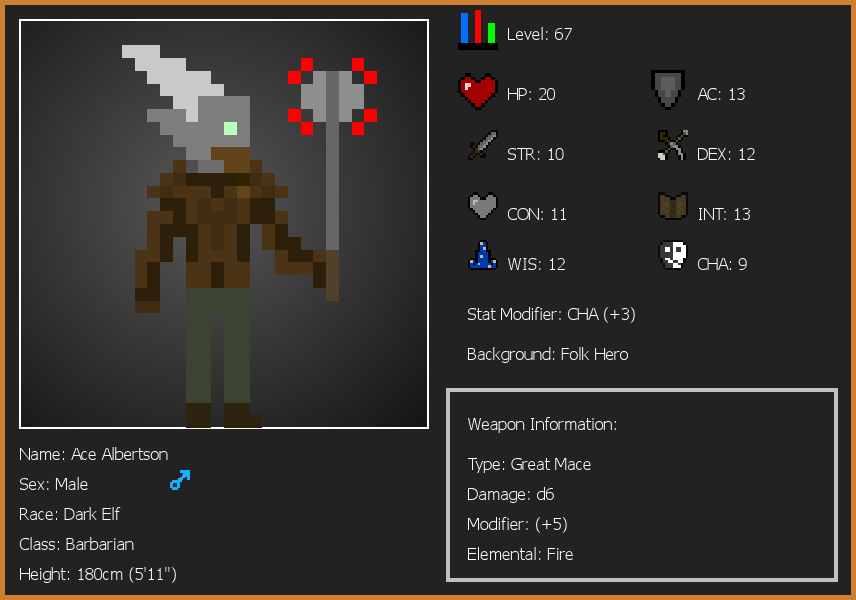 Level: 67
HP: 20
AC: 13
STR: 10
DEX: 12
CON: 11
INT: 13
WIS: 12
CHA: 9
Stat Modifier: CHA (+3)
Background: Folk Hero
Weapon Information:
Type: Great Mace
Damage: d6
Modifier: (+5)
Elemental: Fire
Name: Ace Albertson
Sex: Male
Race: Dark Elf
Class: Barbarian
Height: 180cm (5'11")